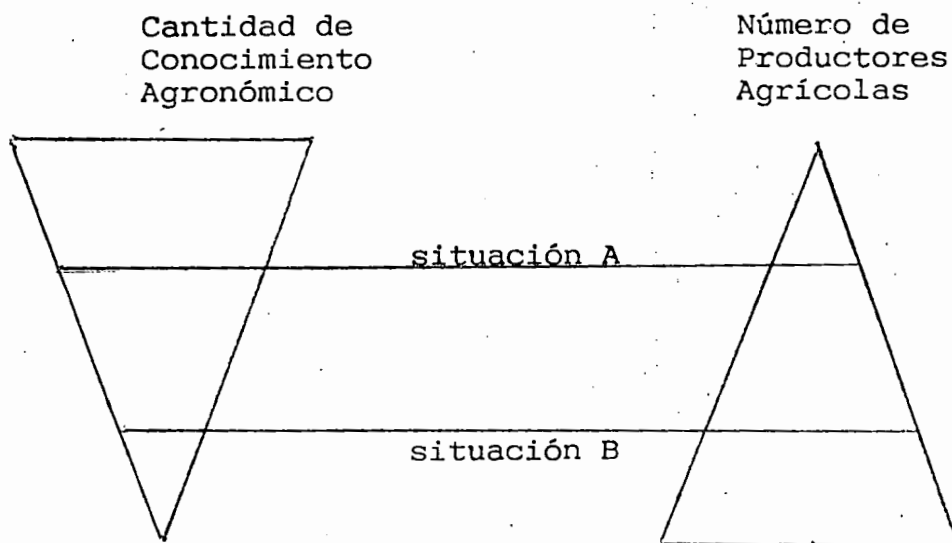 Cantidad de
Conocimiento
Agronómico
Número de
Productores
Agrícolas
situación A
situación B